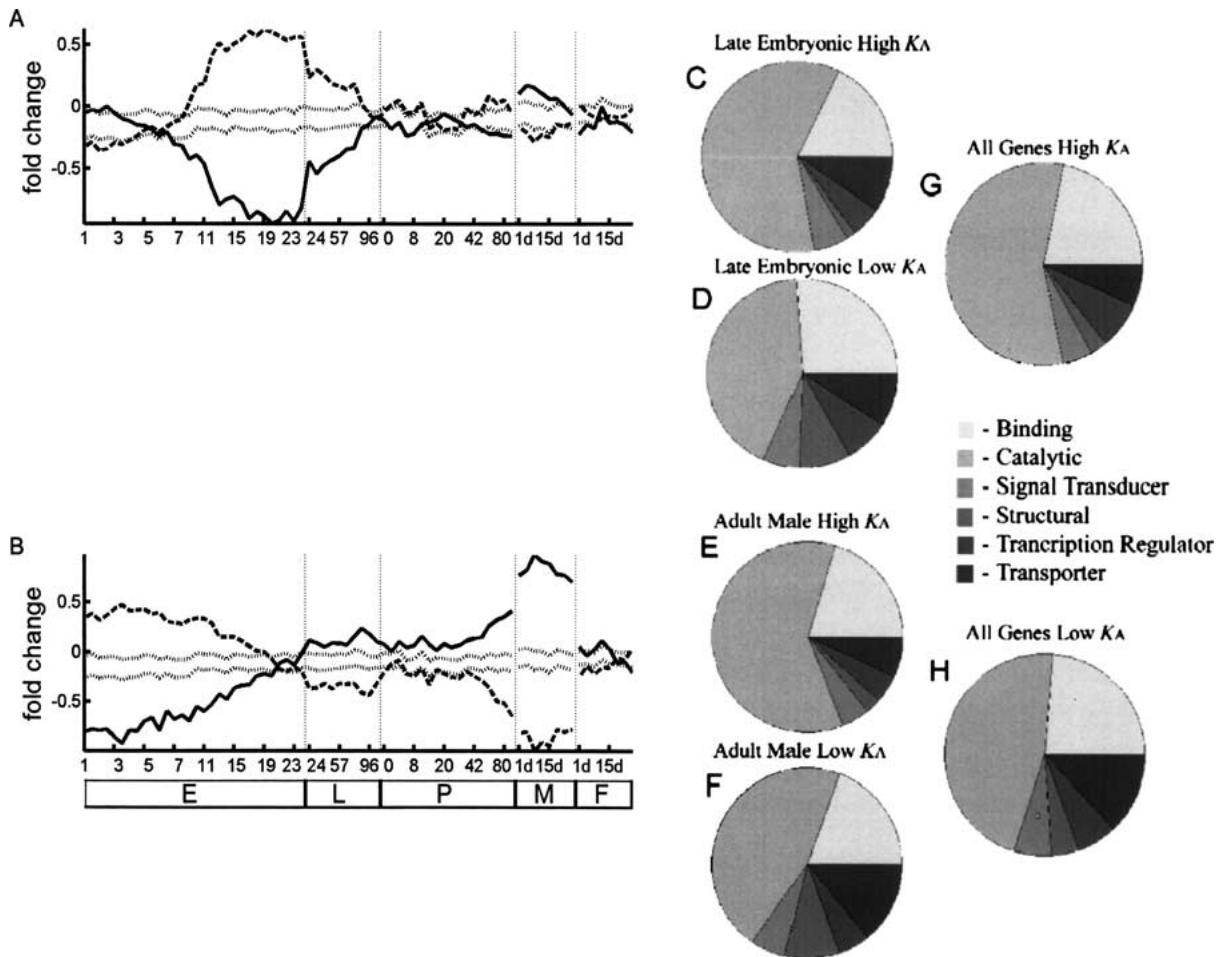 A
0.5
0
-0.5
fold change
1 3 5 7 11 15 19 23 24 57 96 0 8 20 42 80 1d 15d 1d 15d
B
0.5
0
-0.5
fold change
1 3 5 7 11 15 19 23 24 57 96 0 8 20 42 80 1d 15d 1d 15d
E L P M F
Late Embryonic High KA
C
Late Embryonic Low KA
D
All Genes High KA
G
- Binding
- Catalytic
- Signal Transducer
- Structural
- Trancription Regulator
- Transporter
Adult Male High KA
E
Adult Male Low KA
F
All Genes Low KA
H